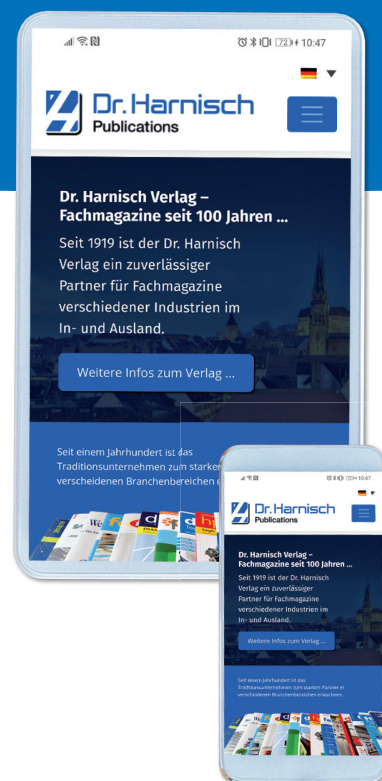 72 10:47
Dr. Harnisch
Publications
Dr. Harnisch Verlag –
Fachmagazine seit 100 Jahren ...
Seit 1919 ist der Dr. Harnisch
Verlag ein zuverlässiger
Partner für Fachmagazine
verschiedener Industrien im
In- und Ausland.
Weitere Infos zum Verlag ...
Seit einem Jahrhundert ist das
Traditionsunternehmen zum starken
verscheidenen Branchenbereichen
10:47
Dr. Harnisch
Publications
Dr. Harnisch Verlag –
Fachmagazine seit 100 Jahren ...
Seit 1919 ist der Dr. Harnisch
Verlag ein zuverlässiger
Partner für Fachmagazine
verschiedener Industrien im
In- und Ausland.
Weitere Infos zum Verlag ...
Seit einem Jahrhundert ist das
Traditionsunternehmen zum starken Partner in
verscheidenen Branchenbereichen erwachsen.